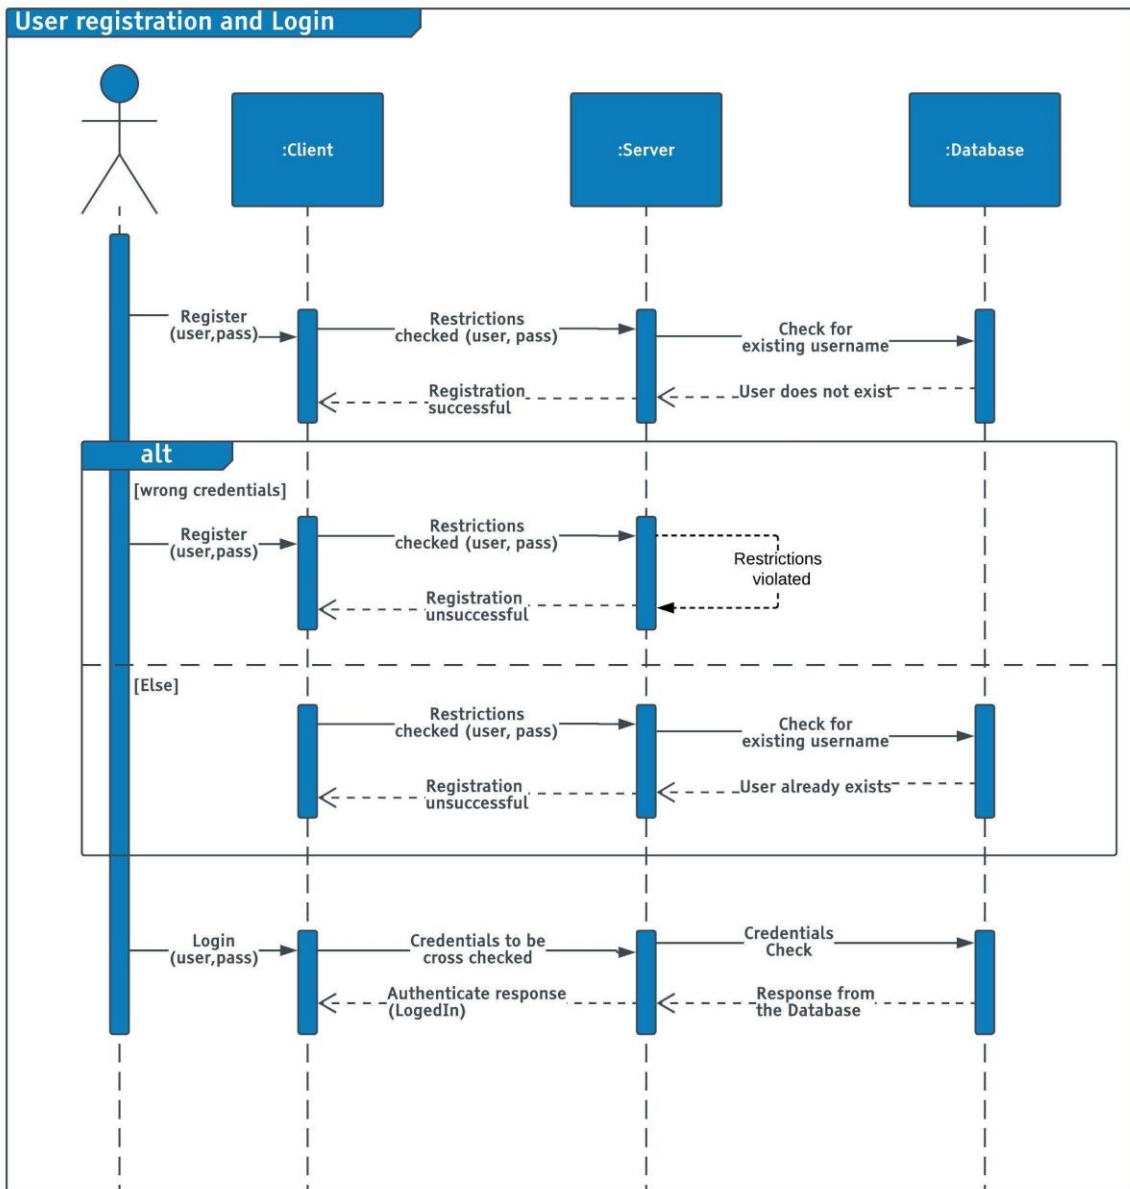 User registration and Login
:Client
:Server
:Database
Register
(user,pass)
Restrictions
checked (user, pass)
Check for
existing username
User does not exist
Registration
successful
alt
[wrong credentials]
Register
(user,pass)
Restrictions
checked (user, pass)
Restrictions
violated
Registration
unsuccessful
[Else]
Restrictions
checked (user, pass)
Check for
existing username
User already exists
Registration
unsuccessful
Login
(user,pass)
Credentials to be
cross checked
Credentials
Check
Authenticate response
(LogedIn)
Response from
the Database